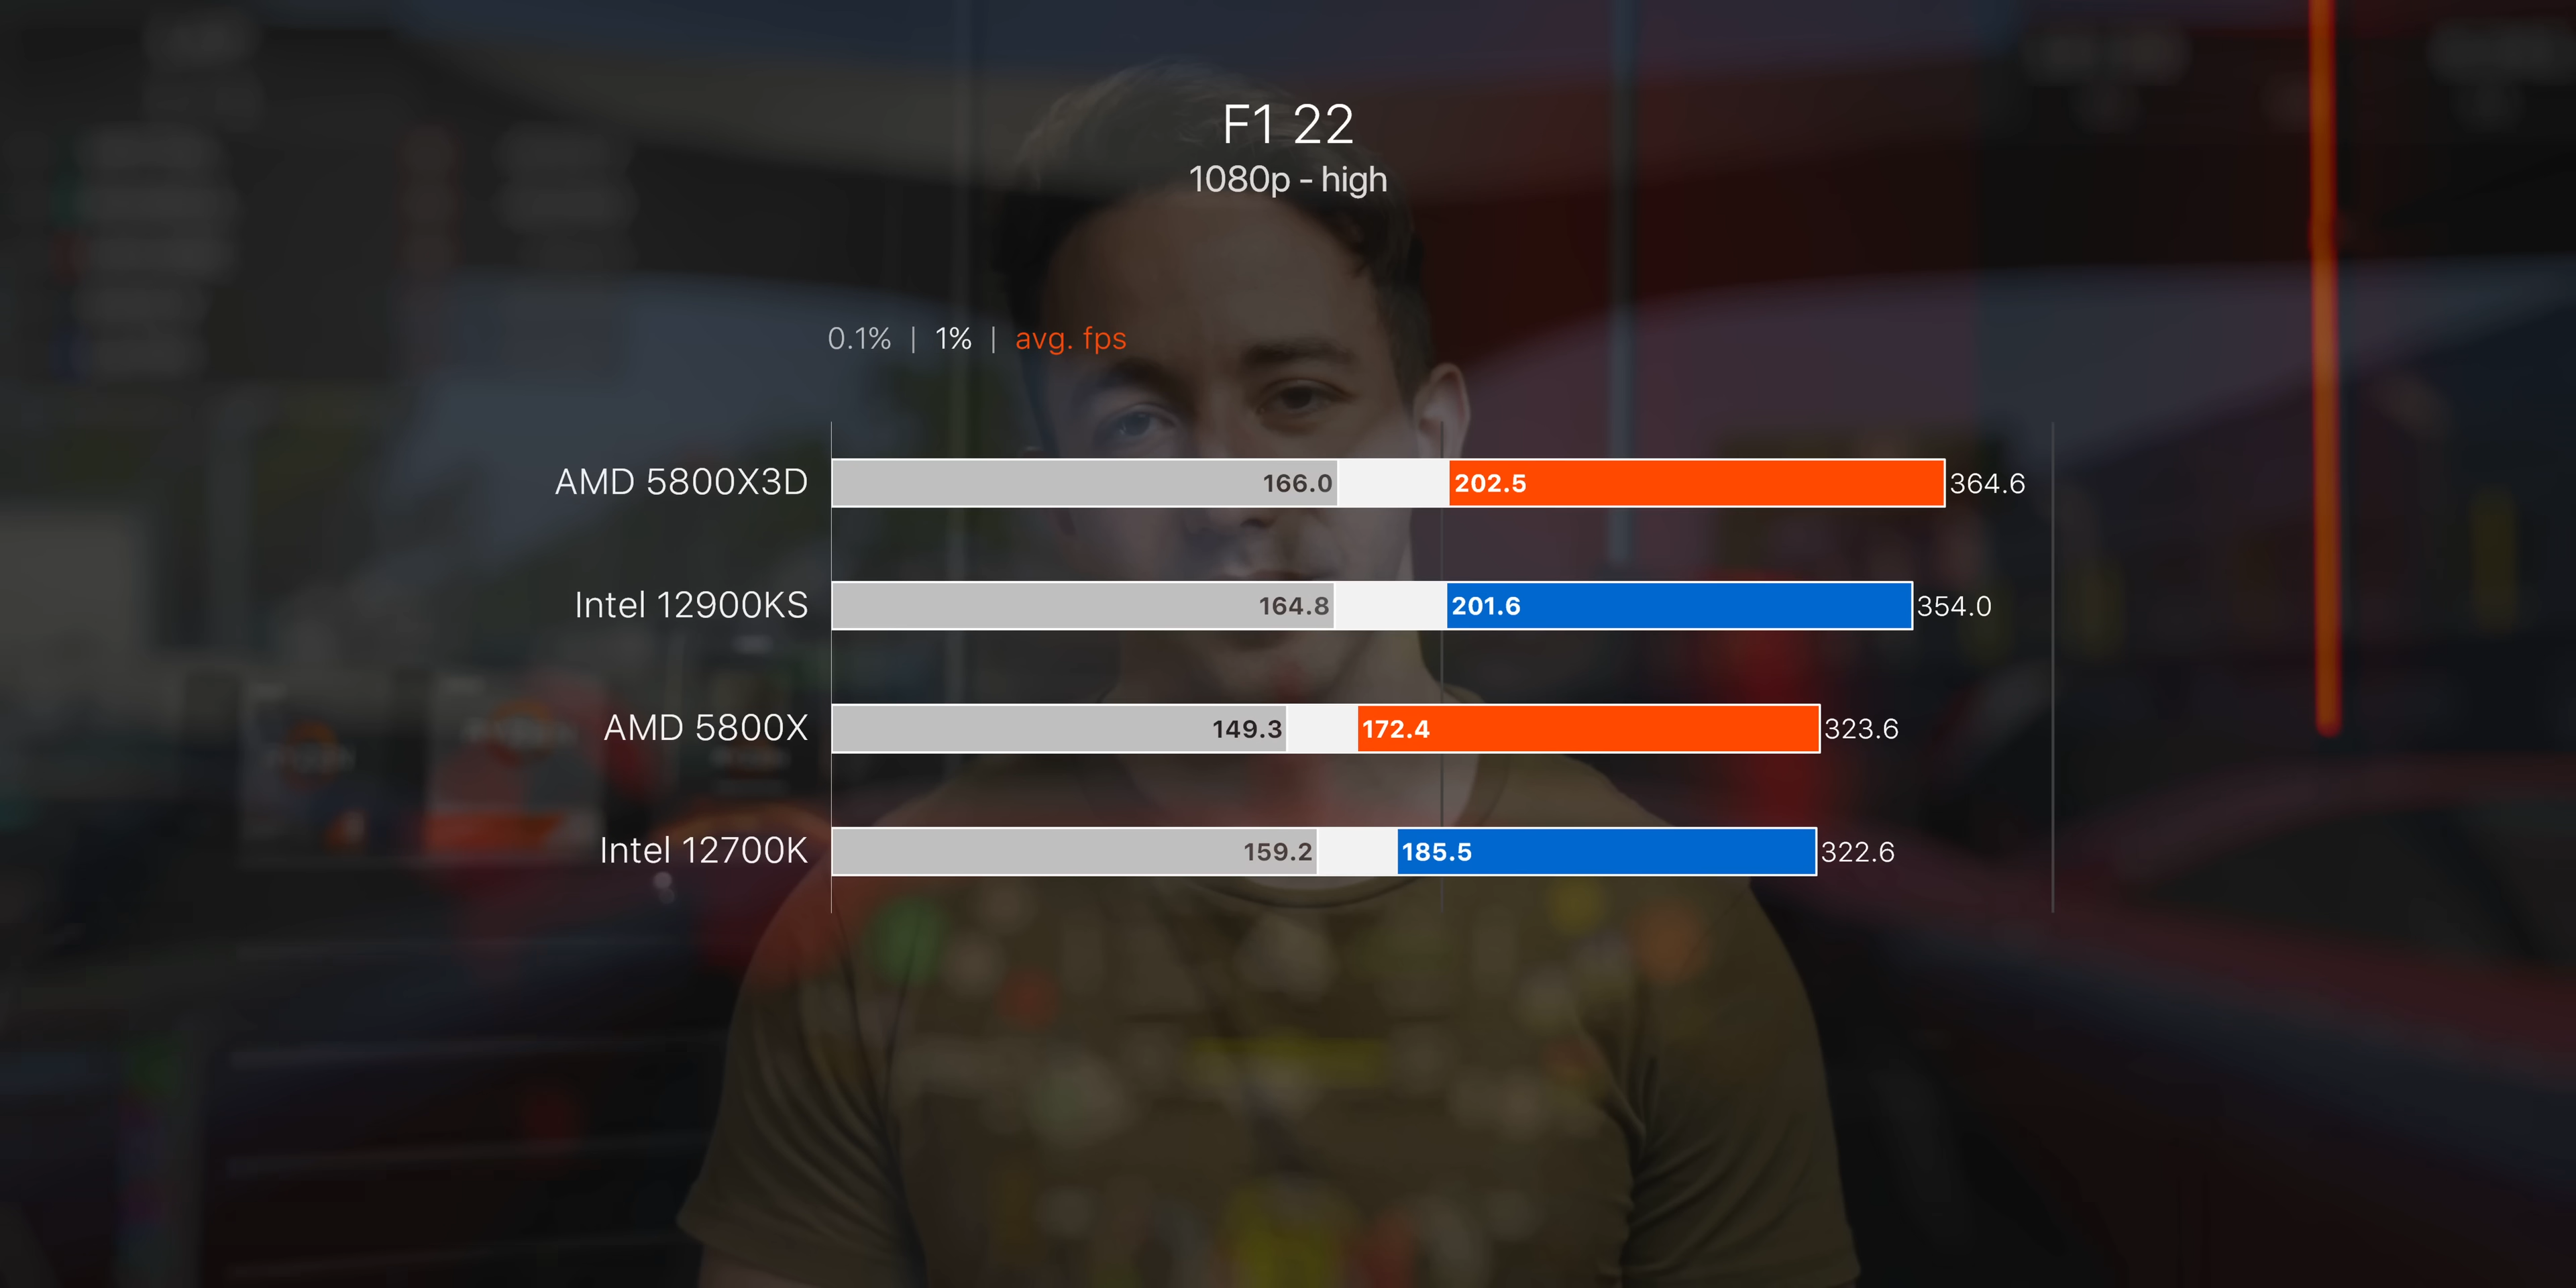 F1 22
1080p - high
0.1% | 1% | avg. fps
AMD 5800X3D 166.0 202.5 364.6
Intel 12900KS 164.8 201.6 354.0
AMD 5800X 149.3 172.4 323.6
Intel 12700K 159.2 185.5 322.6